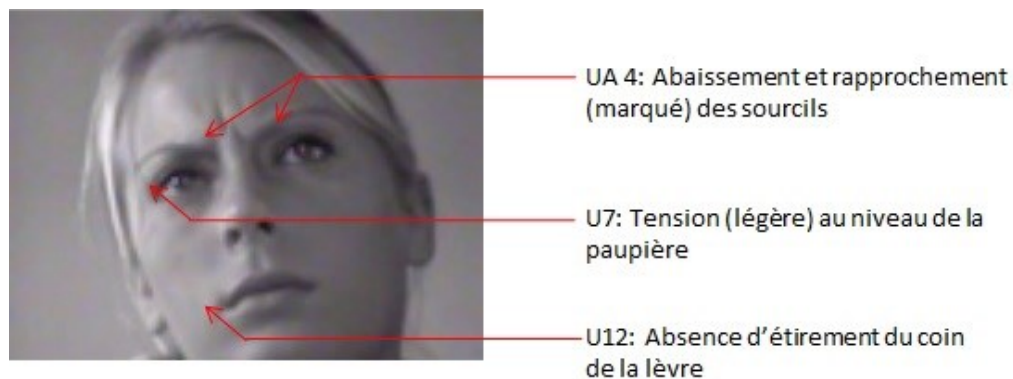 UA 4: Abaissement et rapprochement
(marqué) des sourcils
U7: Tension (légère) au niveau de la
paupière
U12: Absence d'étirement du coin
de la lèvre